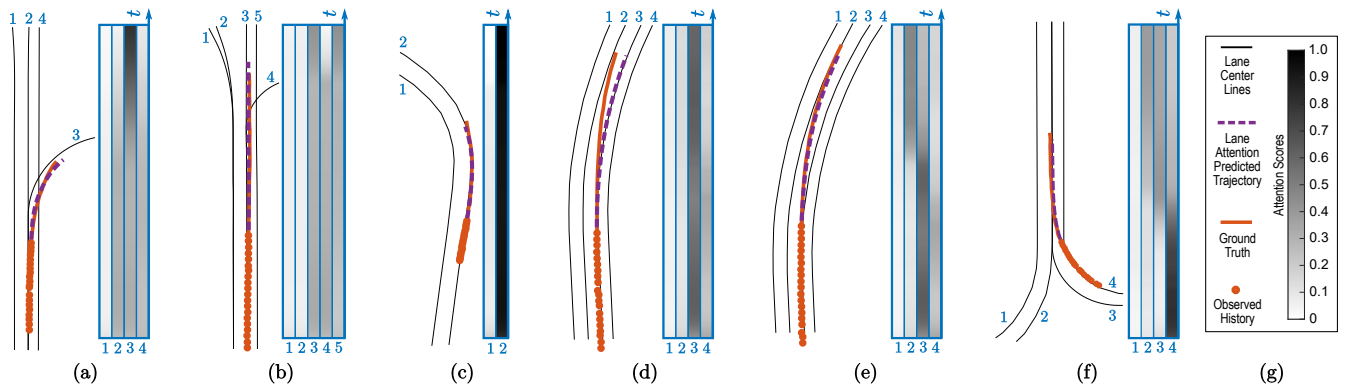 1 2 4
3
t
1 2 3 4
(a)
1 2
3 5
4
t
1 2 3 4 5
(b)
2
1
t
1 2
(c)
1 2 3 4
t
1 2 3 4
(d)
1 2 3 4
t
1 2 3 4
(e)
1
2
4
3
t
1 2 3 4
(f)
Lane
Center
Lines
Lane
Attention
Predicted
Trajectory
Ground
Truth
Observed
History
Attention Scores
1.0
0.9
0.8
0.7
0.6
0.5
0.4
0.3
0.2
0.1
0
(g)